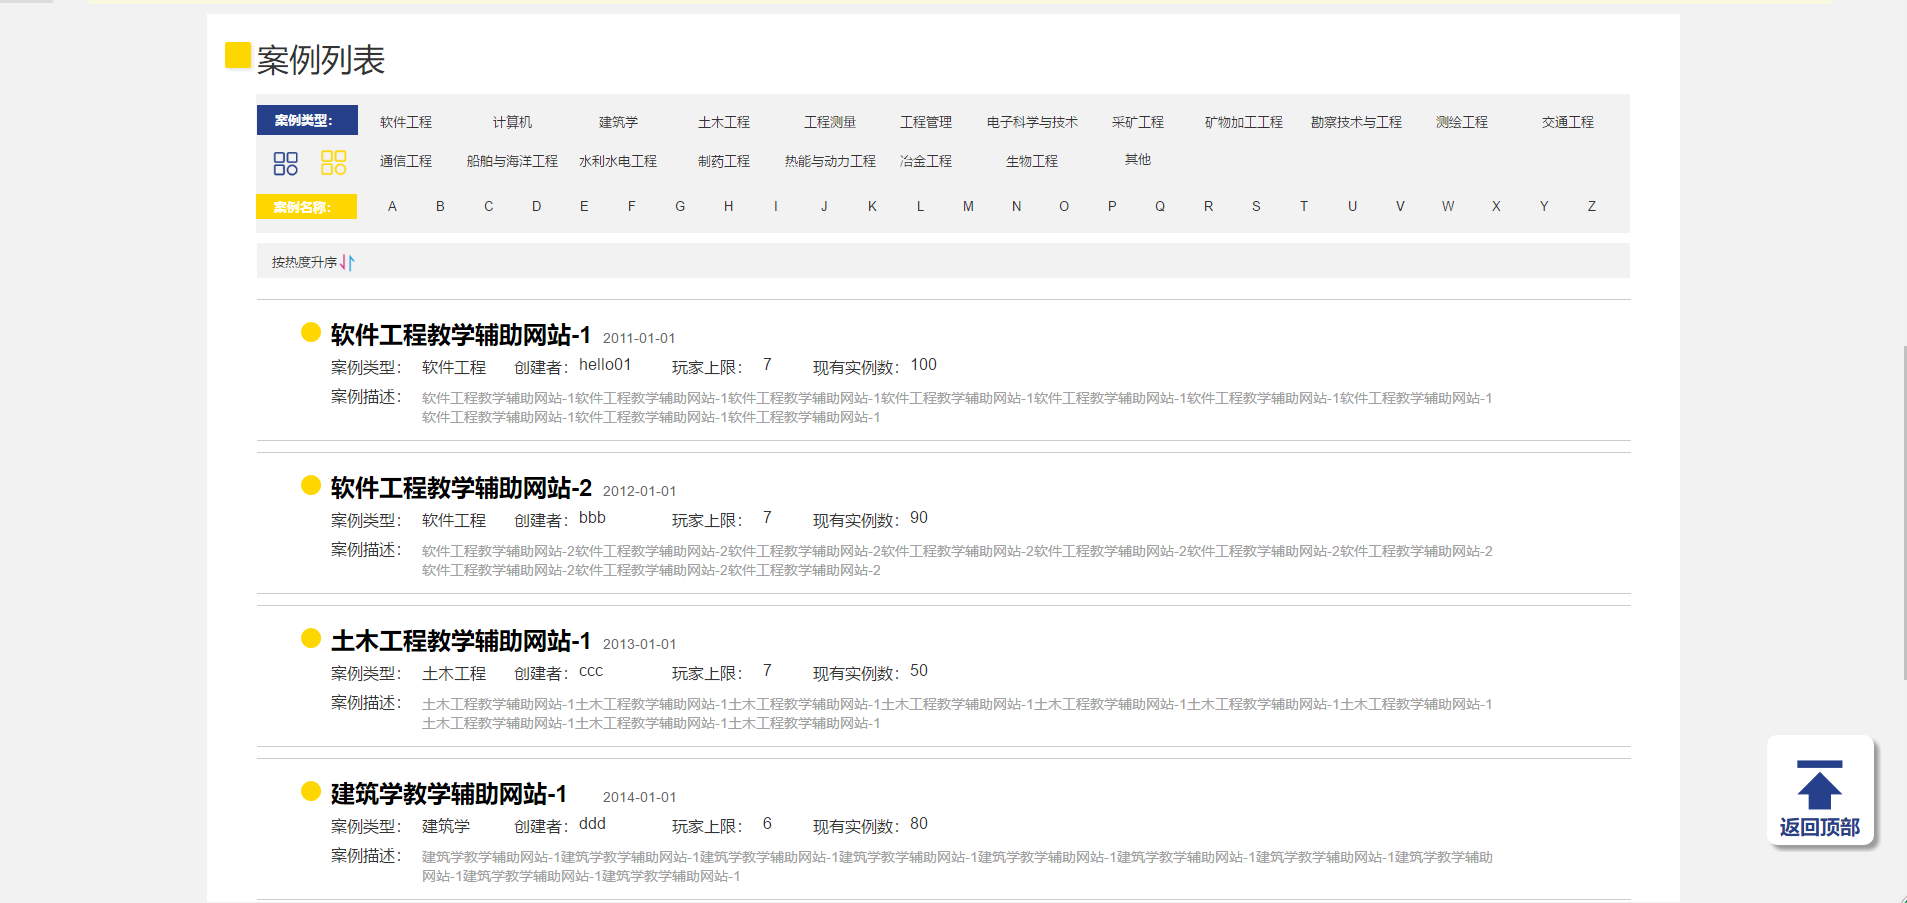 案例列表
案例类型： 软件工程 计算机 建筑学 土木工程 工程测量 工程管理 电子科学与技术 采矿工程 矿物加工工程 勘察技术与工程 测绘工程 交通工程
通信工程 船舶与海洋工程 水利水电工程 制药工程 热能与动力工程 冶金工程 生物工程 其他
案例名称： A B C D E F G H I J K L M N O P Q R S T U V W X Y Z
按热度升序
软件工程教学辅助网站-1 2011-01-01
案例类型： 软件工程 创建者： hello01 玩家上限： 7 现有实例数： 100
案例描述： 软件工程教学辅助网站-1软件工程教学辅助网站-1软件工程教学辅助网站-1软件工程教学辅助网站-1软件工程教学辅助网站-1软件工程教学辅助网站-1软件工程教学辅助网站-1
软件工程教学辅助网站-1软件工程教学辅助网站-1软件工程教学辅助网站-1
软件工程教学辅助网站-2 2012-01-01
案例类型： 软件工程 创建者： bbb 玩家上限： 7 现有实例数： 90
案例描述： 软件工程教学辅助网站-2软件工程教学辅助网站-2软件工程教学辅助网站-2软件工程教学辅助网站-2软件工程教学辅助网站-2软件工程教学辅助网站-2软件工程教学辅助网站-2
软件工程教学辅助网站-2软件工程教学辅助网站-2软件工程教学辅助网站-2
土木工程教学辅助网站-1 2013-01-01
案例类型： 土木工程 创建者： ccc 玩家上限： 7 现有实例数： 50
案例描述： 土木工程教学辅助网站-1土木工程教学辅助网站-1土木工程教学辅助网站-1土木工程教学辅助网站-1土木工程教学辅助网站-1土木工程教学辅助网站-1土木工程教学辅助网站-1
土木工程教学辅助网站-1土木工程教学辅助网站-1土木工程教学辅助网站-1
建筑学教学辅助网站-1 2014-01-01
案例类型： 建筑学 创建者： ddd 玩家上限： 6 现有实例数： 80
案例描述： 建筑学教学辅助网站-1建筑学教学辅助网站-1建筑学教学辅助网站-1建筑学教学辅助网站-1建筑学教学辅助网站-1建筑学教学辅助网站-1建筑学教学辅助网站-1建筑学教学辅助
网站-1建筑学教学辅助网站-1建筑学教学辅助网站-1
返回顶部